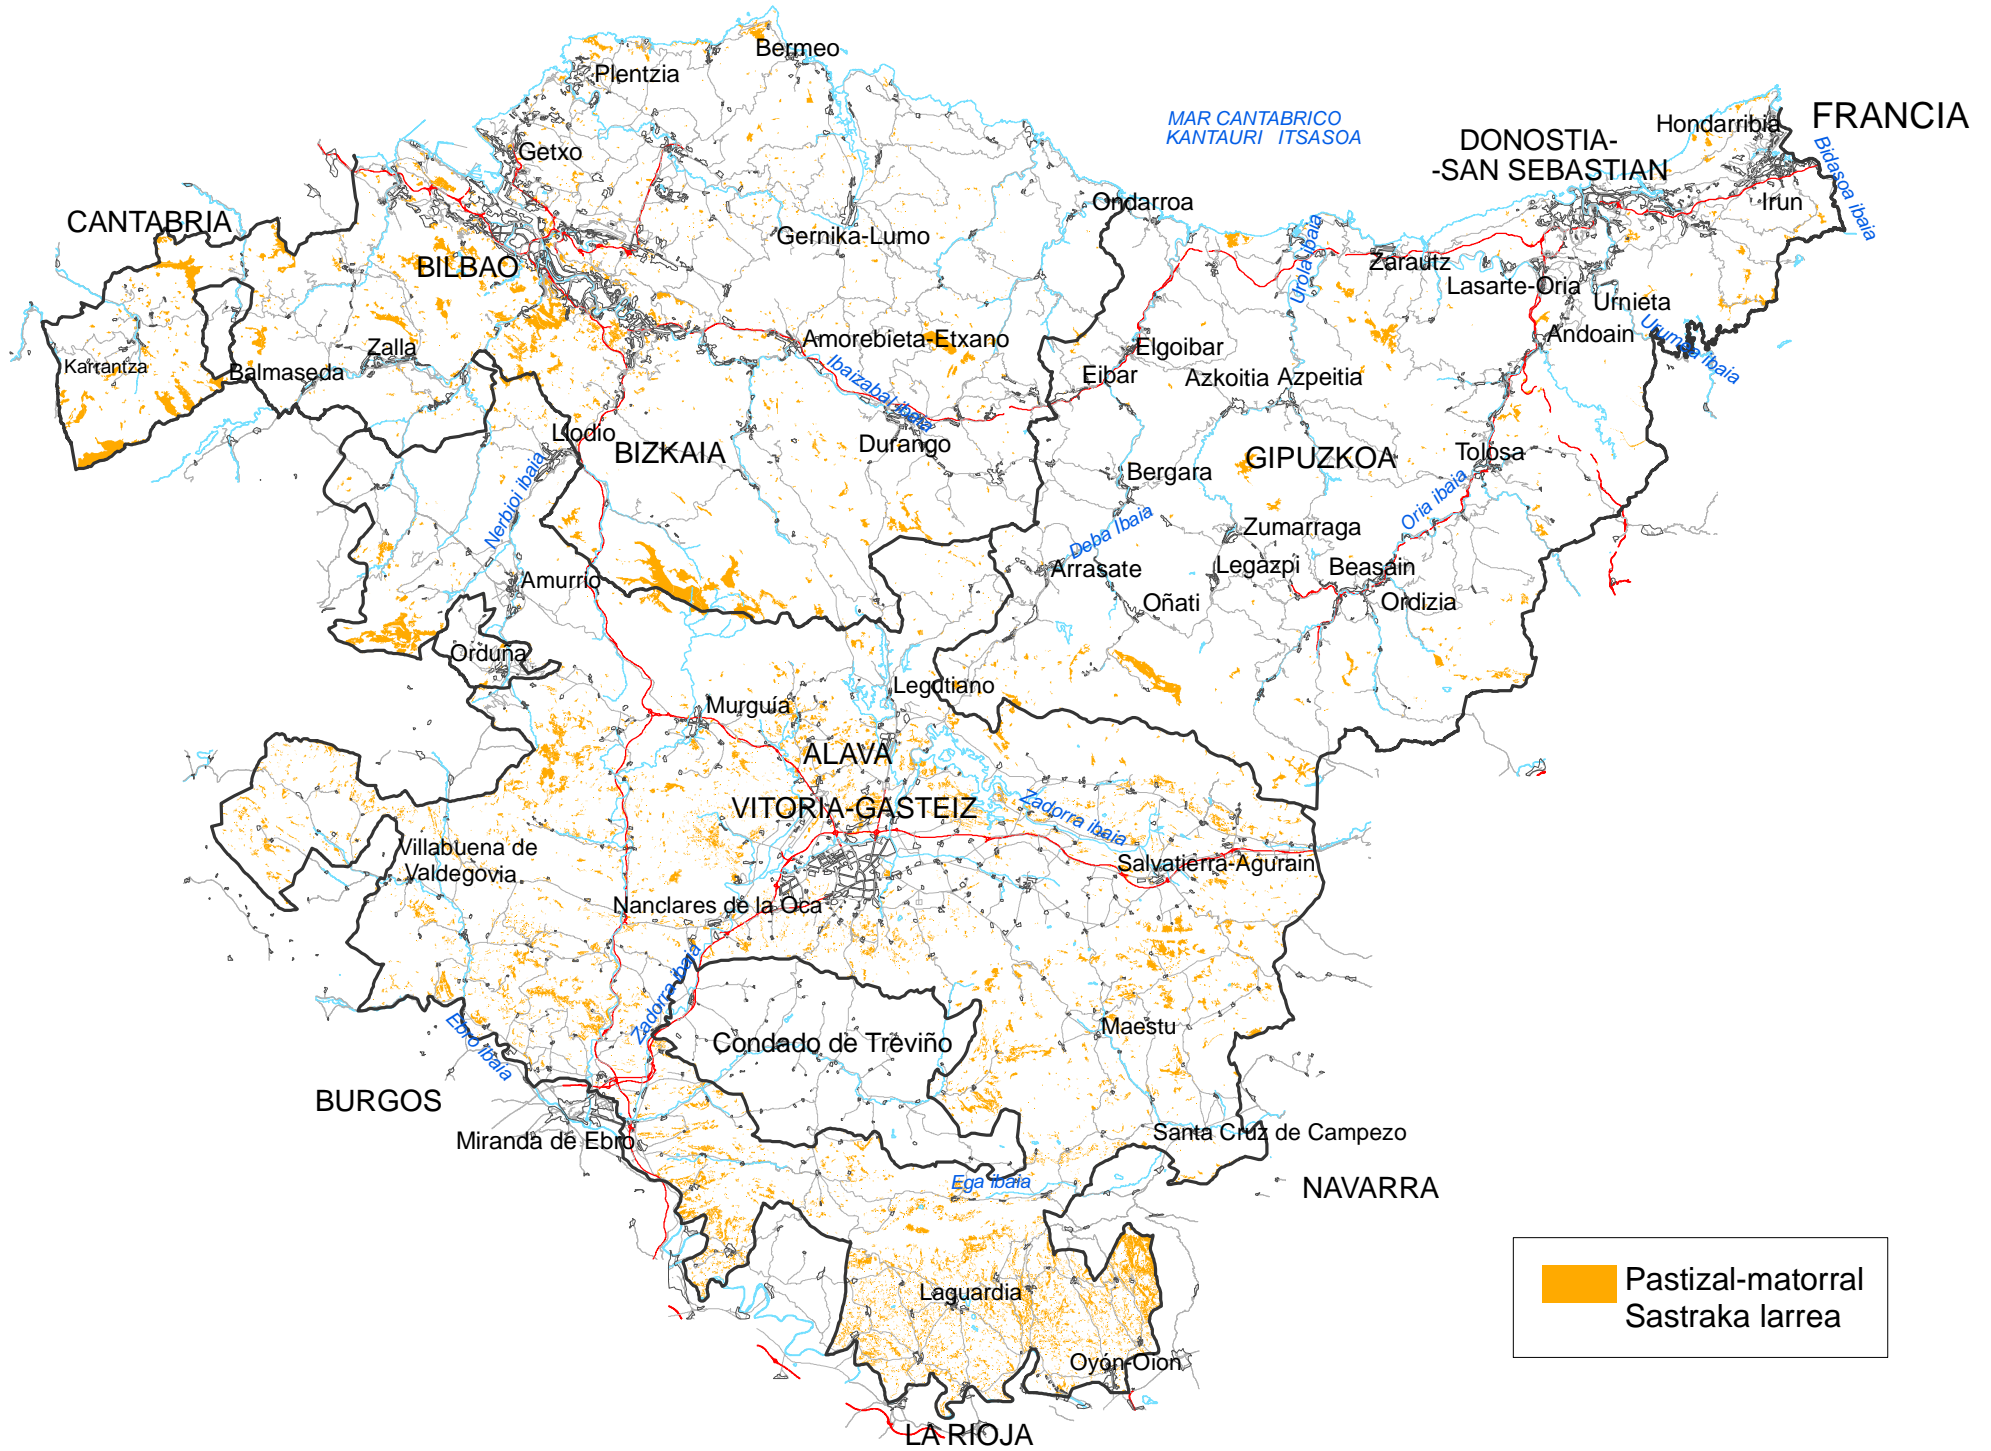 Bermeo
Plentzia
MAR CANTABRICO
KANTAURI ITSASOA
FRANCIA
Hondarribia
DONOSTIA-
-SAN SEBASTIAN
Bidasoa ibaia
Getxo
Irun
Ondarroa
CANTABRIA
Gernika-Lumo
Urola ibaia
BILBAO
Zarautz
Lasarte-Oria
Urnieta
Andoain
Urumea ibaia
Amorebieta-Etxano
Elgoibar
Zalla
Karrantza
Balmaseda
Ibaizabal ibaia
Eibar
Azkoitia
Azpeitia
Llodio
BIZKAIA
Durango
GIPUZKOA
Tolosa
Bergara
Nerbioi ibaia
Oria ibaia
Deba Ibaia
Zumarraga
Arrasate
Legazpi
Beasain
Amurrio
Oñati
Ordizia
Orduña
Legutiano
Murguía
ALAVA
VITORIA-GASTEIZ
Zadorra ibaia
Villabuena de
Valdegovia
Salvatierra-Agurain
Nanclares de la Oca
Zadorra ibaia
Ebro ibaia
Maestu
Condado de Treviño
BURGOS
Miranda de Ebro
Santa Cruz de Campezo
Ega ibaia
NAVARRA
Laguardia
Pastizal-matorral
Sastraka larrea
Oyón-Oion
LA RIOJA